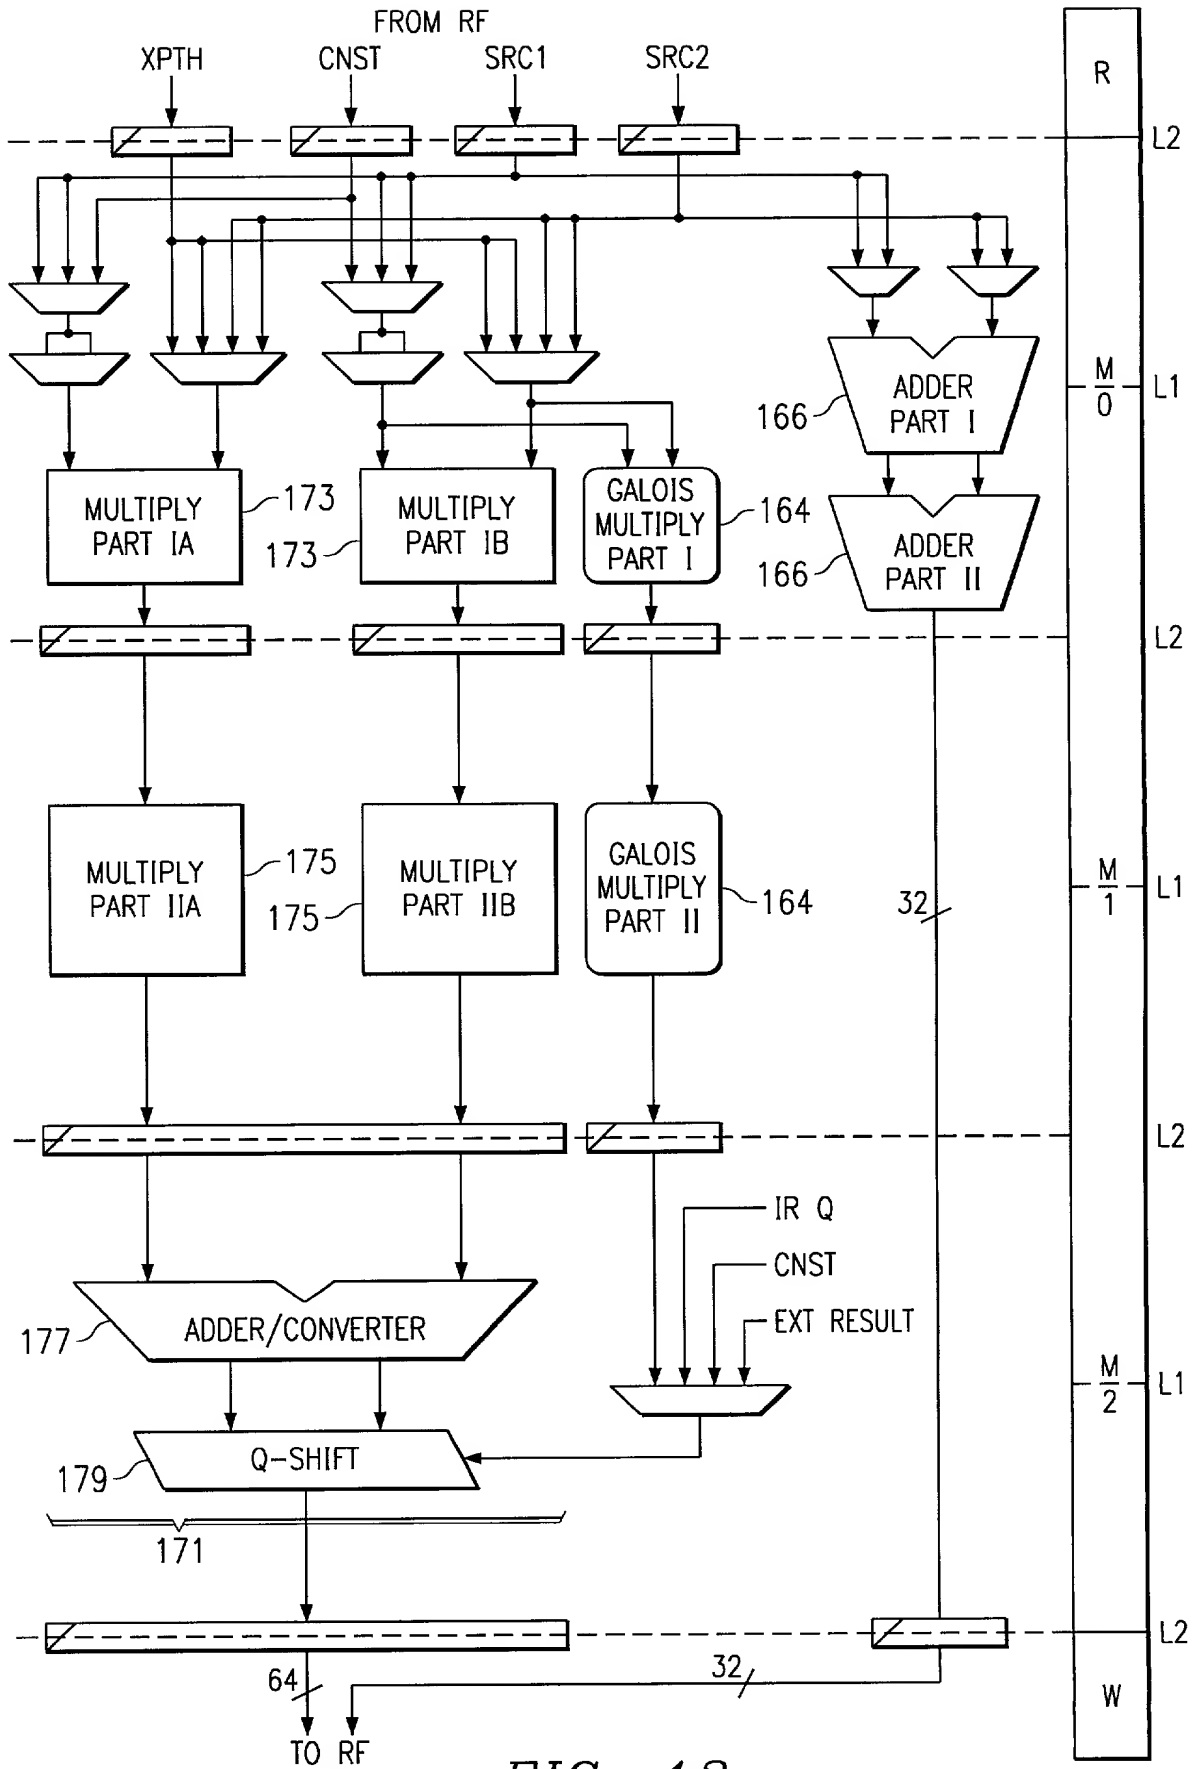 FROM RF
XPTH CNST SRC1 SRC2
R
L2
M
0
L1
166
ADDER
PART I
MULTIPLY
PART IA
173
173
MULTIPLY
PART IB
GALOIS
MULTIPLY
PART I
164
166
ADDER
PART II
L2
MULTIPLY
PART IIA
175
175
MULTIPLY
PART IIB
GALOIS
MULTIPLY
PART II
164
32
M
1
L1
L2
IR Q
CNST
EXT RESULT
177
ADDER/CONVERTER
M
2
L1
179
Q-SHIFT
171
L2
64
32
W
TO RF